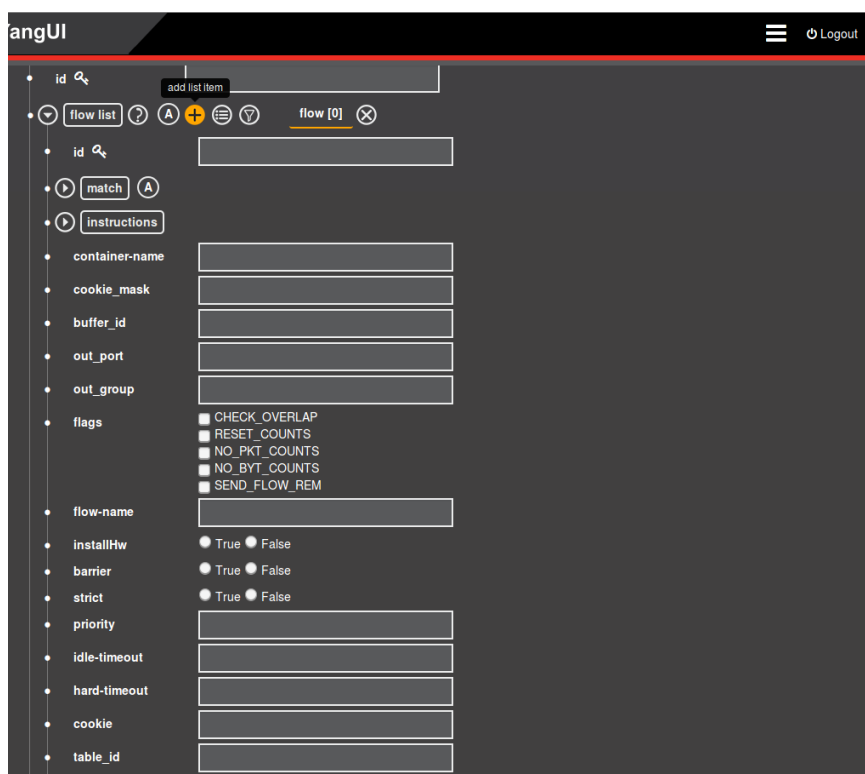 angUI
Logout
id
add list item
flow list ? A flow [0]
id
match A
instructions
container-name
cookie_mask
buffer_id
out_port
out_group
flags
CHECK_OVERLAP
RESET_COUNTS
NO_PKT_COUNTS
NO_BYT_COUNTS
SEND_FLOW_REM
flow-name
installHw True False
barrier True False
strict True False
priority
idle-timeout
hard-timeout
cookie
table_id